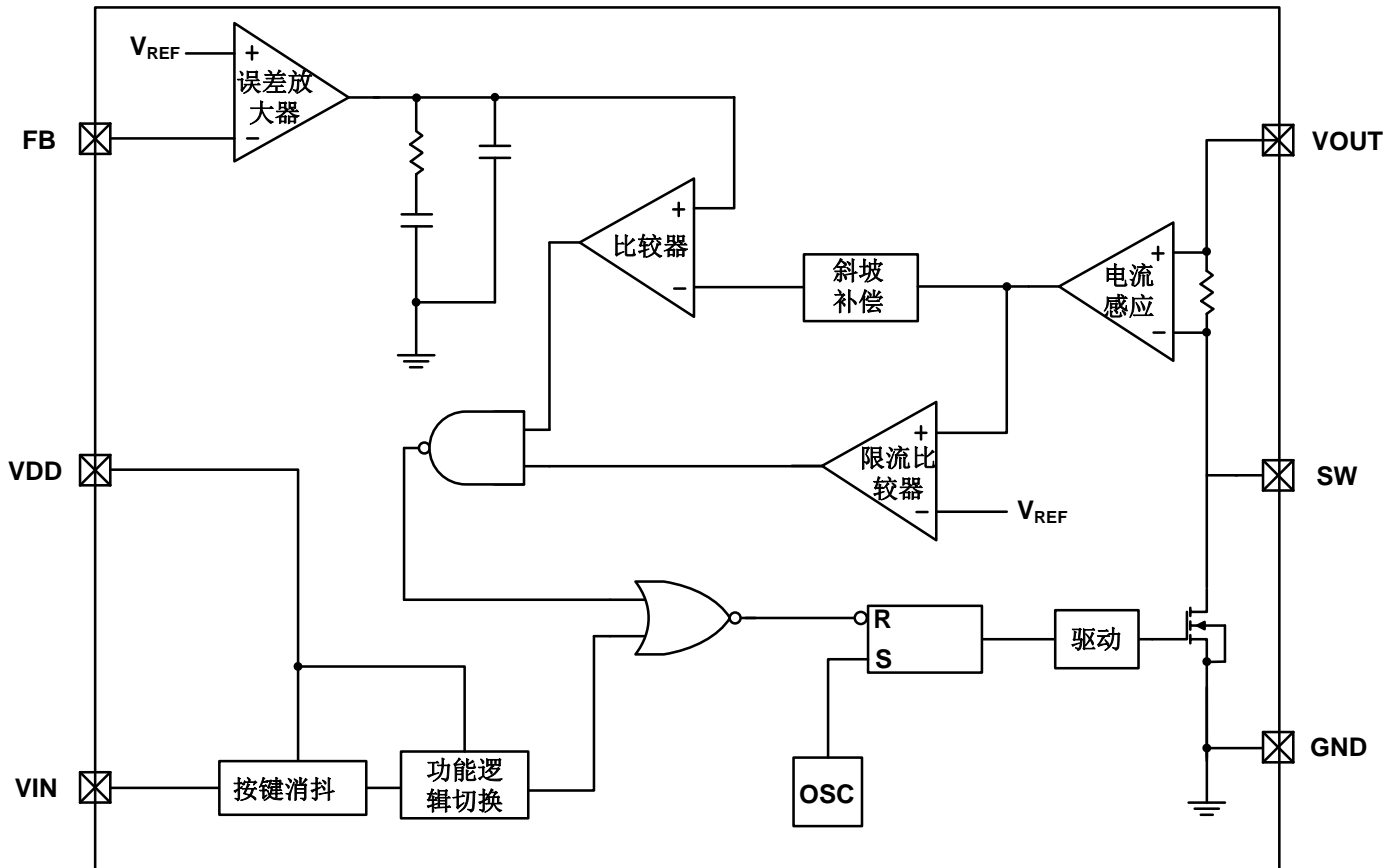 VREF
+
误差放
大器
−
FB
VOUT
+
比较器
−
斜坡
补偿
+
电流
感应
−
VDD
+
限流比
较器
−
VREF
SW
R
S
驱动
GND
VIN
按键消抖
功能逻
辑切换
OSC